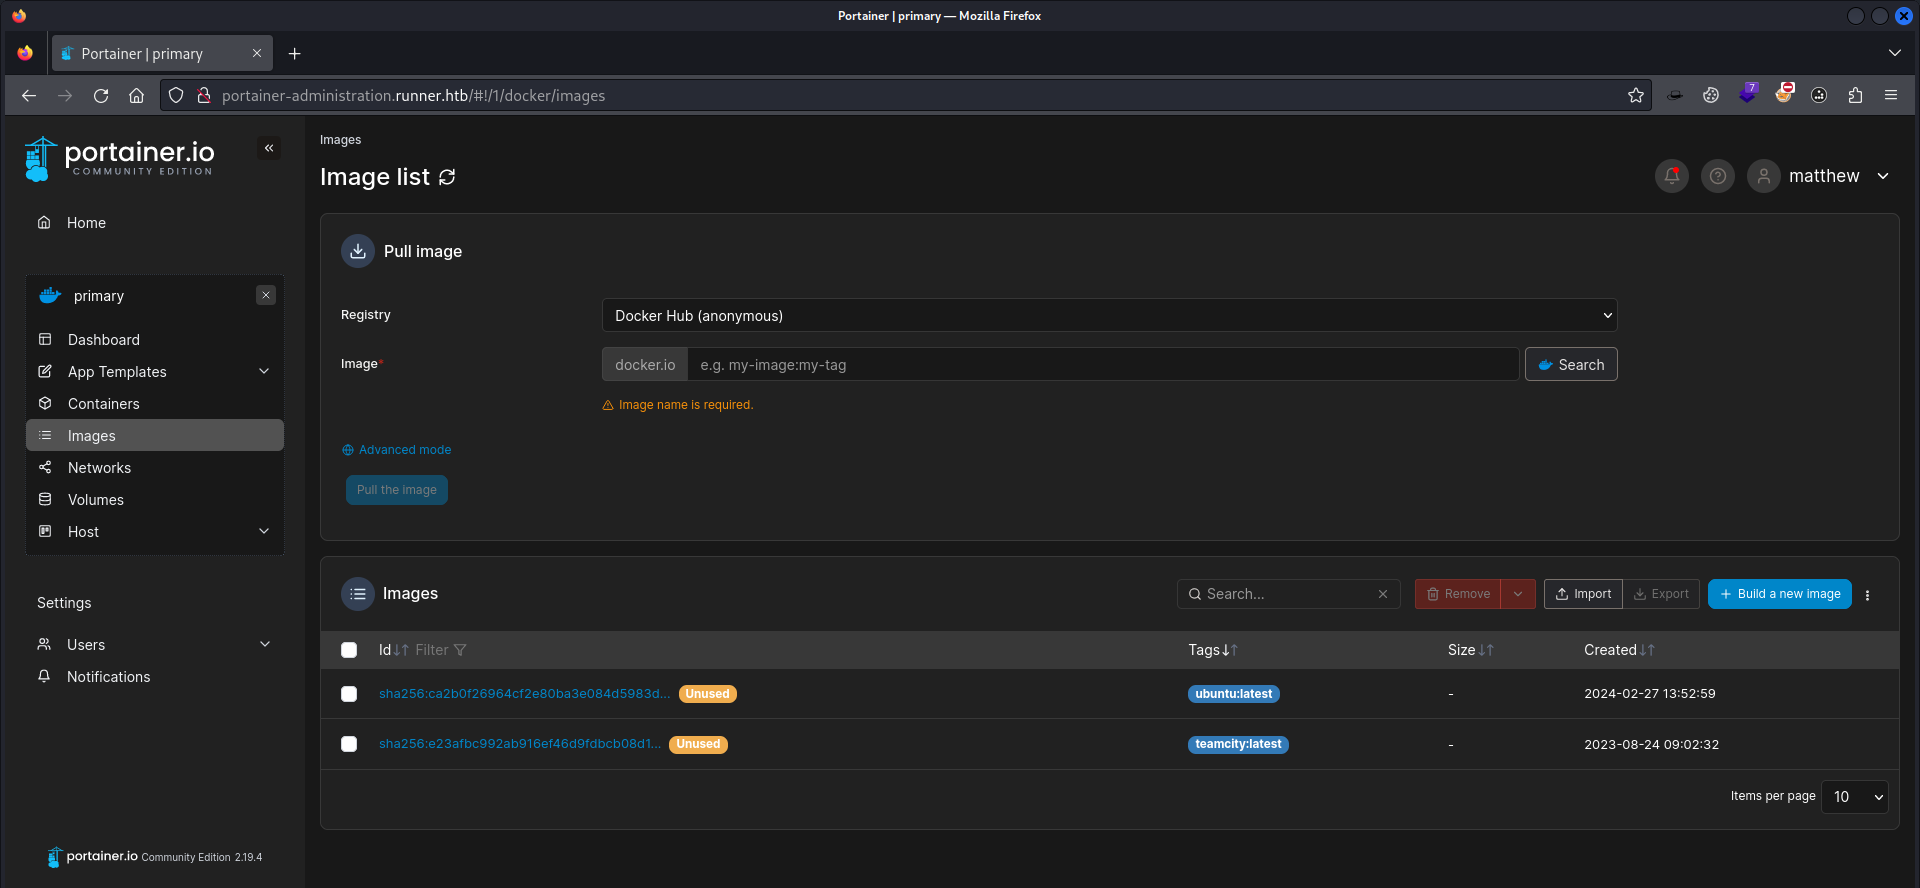 Portainer | primary — Mozilla Firefox
Portainer | primary
portainer-administration.runner.htb/#!/1/docker/images
7
portainer.io
COMMUNITY EDITION
Home
primary
Dashboard
App Templates
Containers
Images
Networks
Volumes
Host
Settings
Users
Notifications
portainer.io Community Edition 2.19.4
Images
Image list
matthew
Pull image
Registry
Docker Hub (anonymous)
Image*
docker.io
e.g. my-image:my-tag
Search
Image name is required.
Advanced mode
Pull the image
Images
Search...
Remove
Import
Export
Build a new image
Id Filter Tags Size Created
sha256:ca2b0f26964cf2e80ba3e084d5983d... Unused ubuntu:latest - 2024-02-27 13:52:59
sha256:e23afbc992ab916ef46d9fdbcb08d1... Unused teamcity:latest - 2023-08-24 09:02:32
Items per page 10